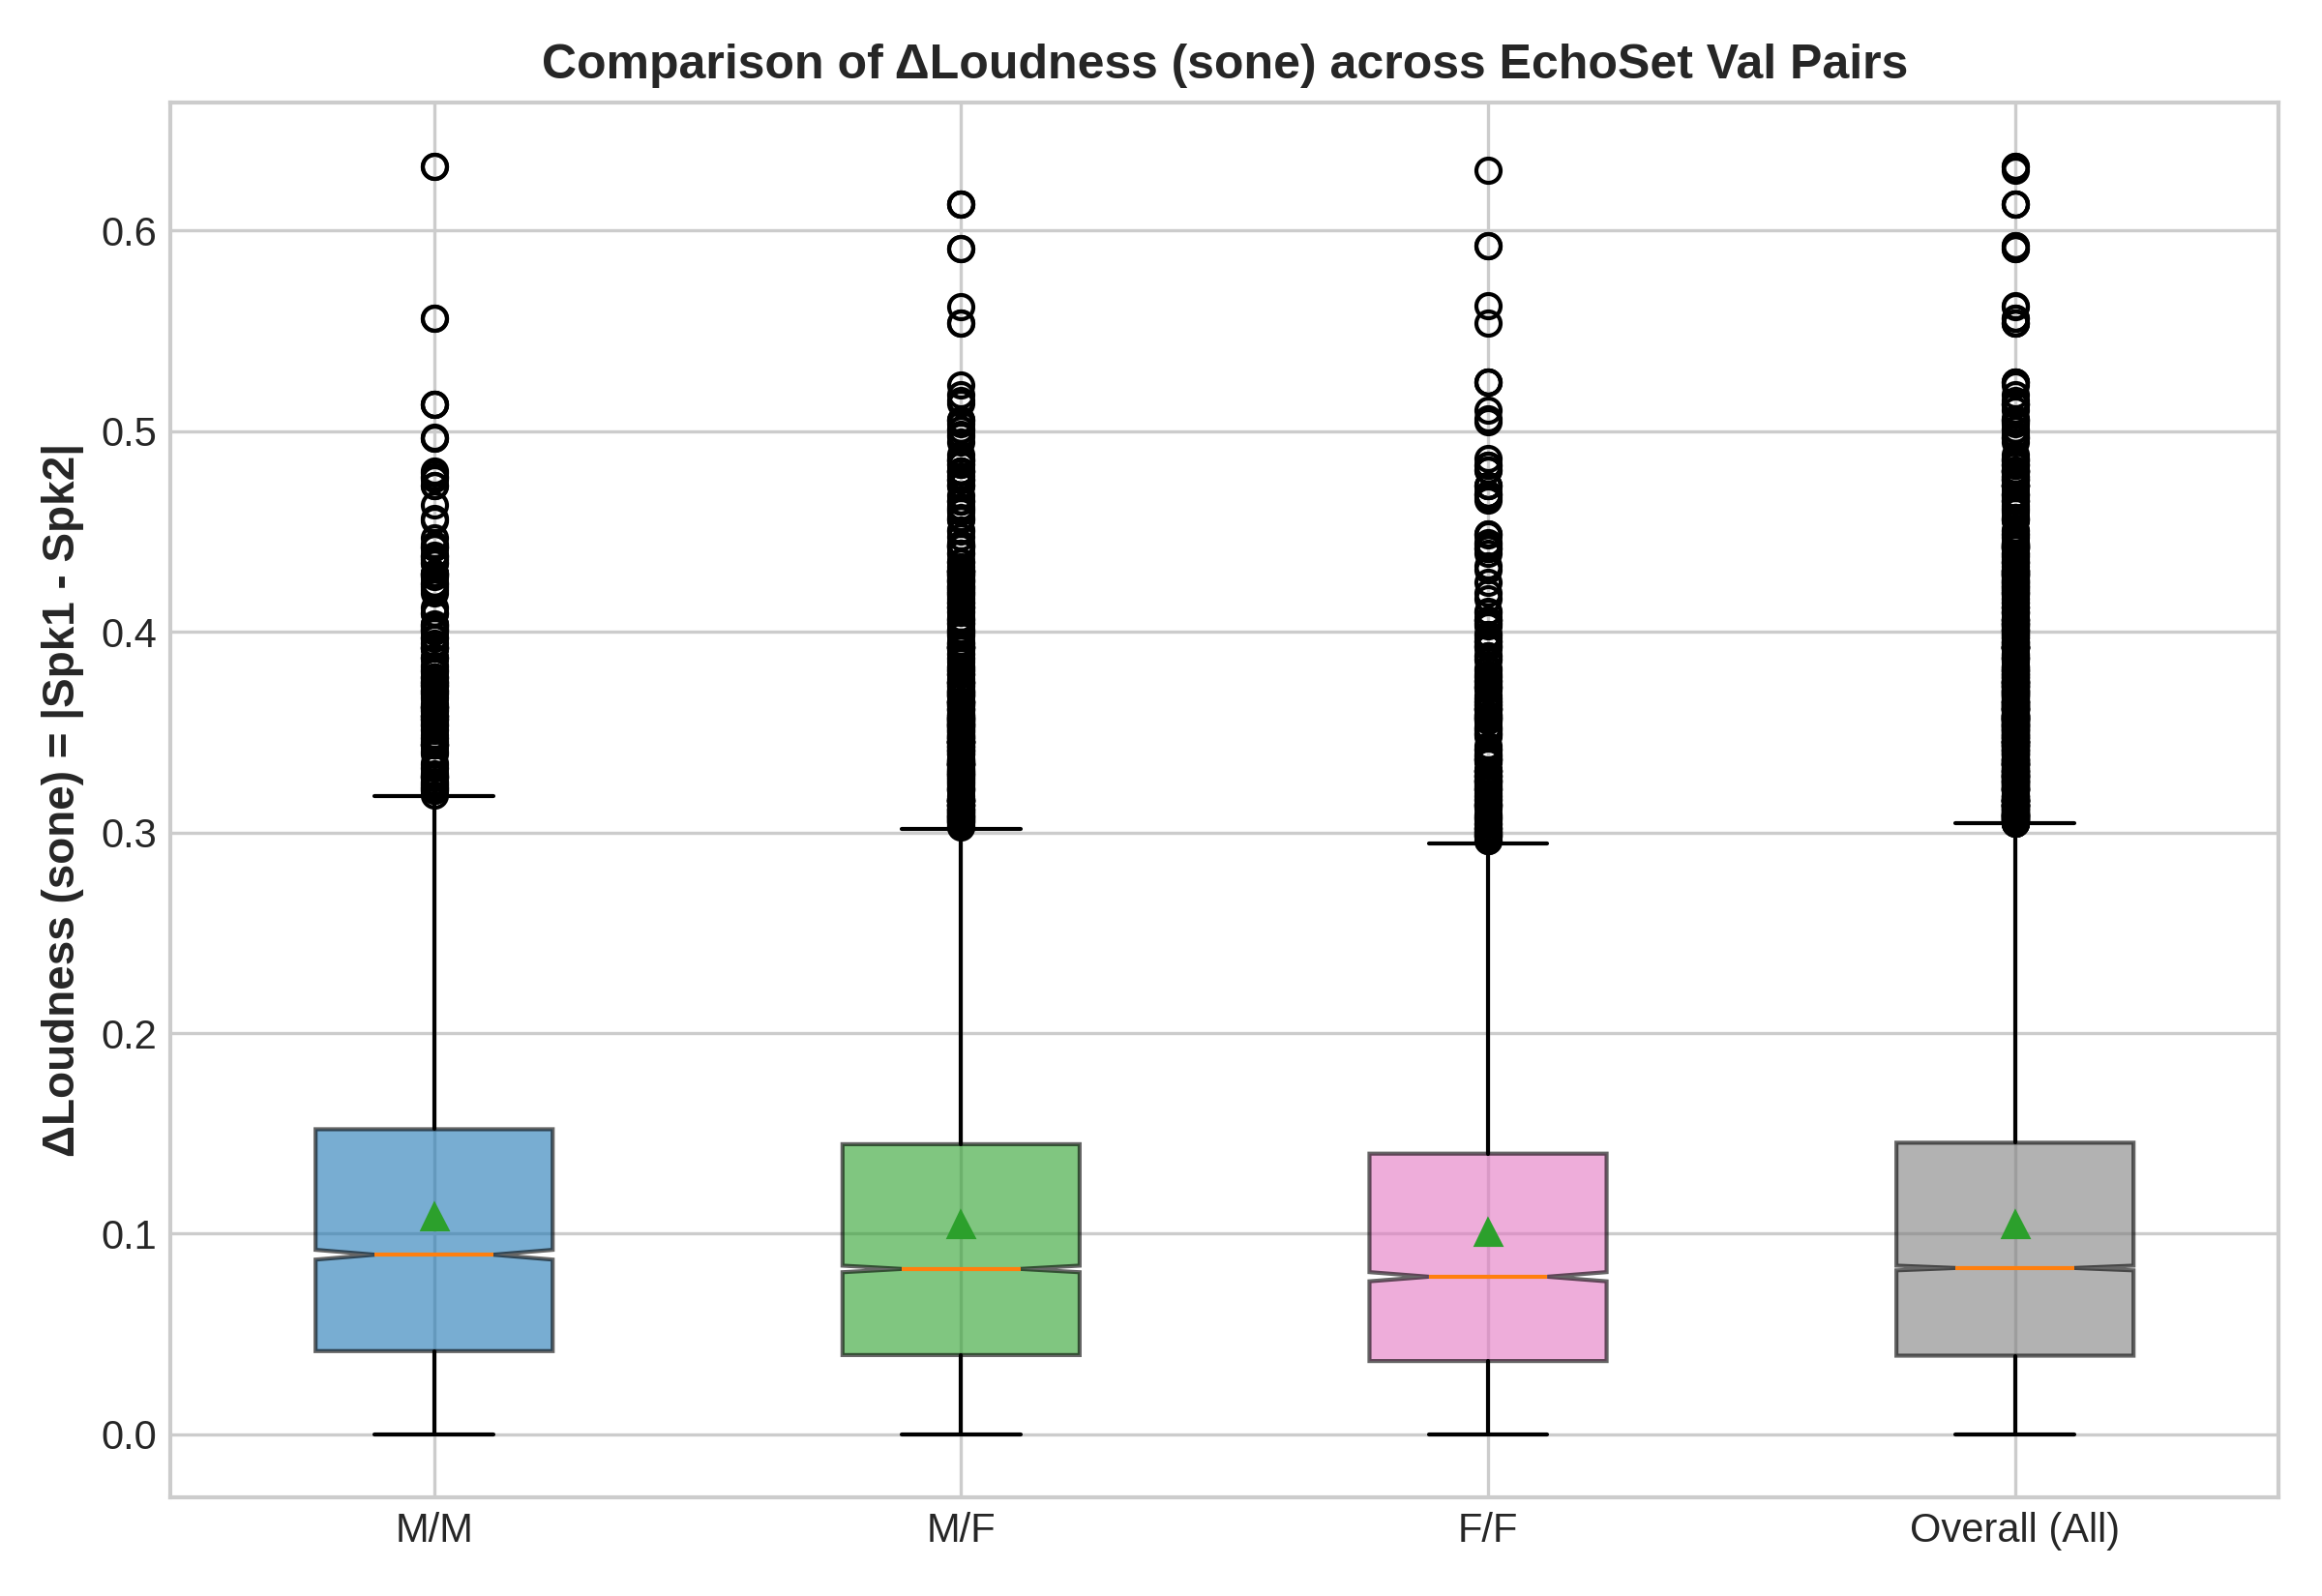 Comparison of ΔLoudness (sone) across EchoSet Val Pairs
ΔLoudness (sone) = |Spk1 - Spk2|
0.6
0.5
0.4
0.3
0.2
0.1
0.0
M/M M/F F/F Overall (All)